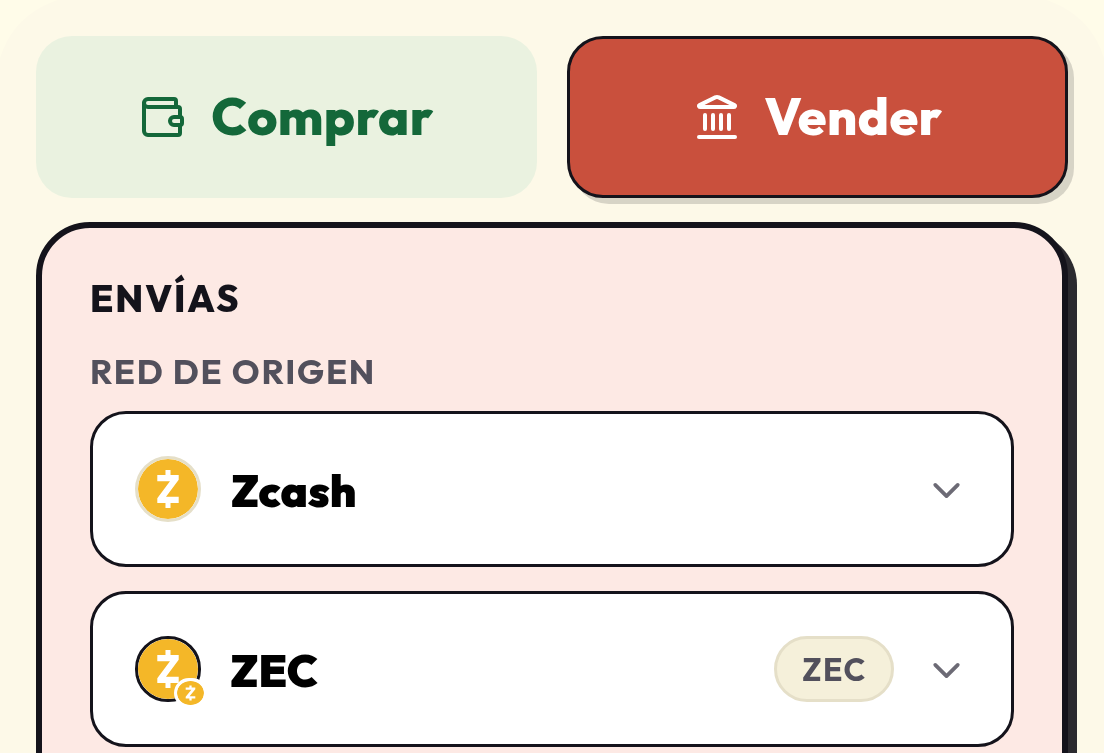 Comprar
Vender
ENVÍAS
RED DE ORIGEN
Zcash
ZEC
ZEC